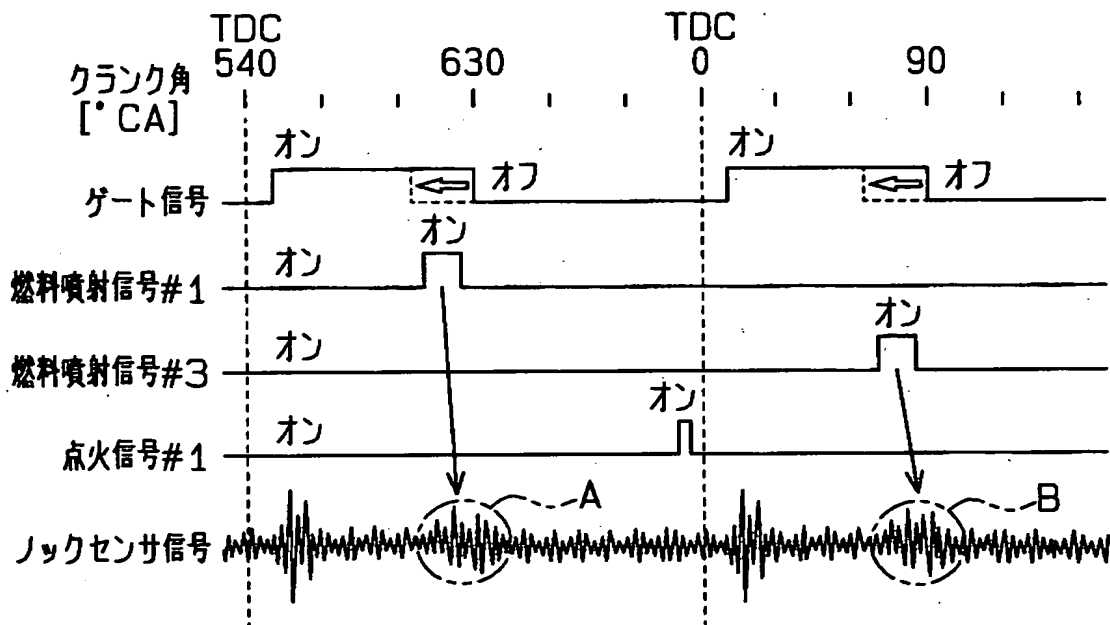 TDC TDC
540 630 0 90
クランク角
[°CA]
オン オン
オフ オフ
ゲート信号
オン オン
燃料噴射信号#1
オン オン
燃料噴射信号#3
オン オン
点火信号#1
A B
ノックセンサ信号